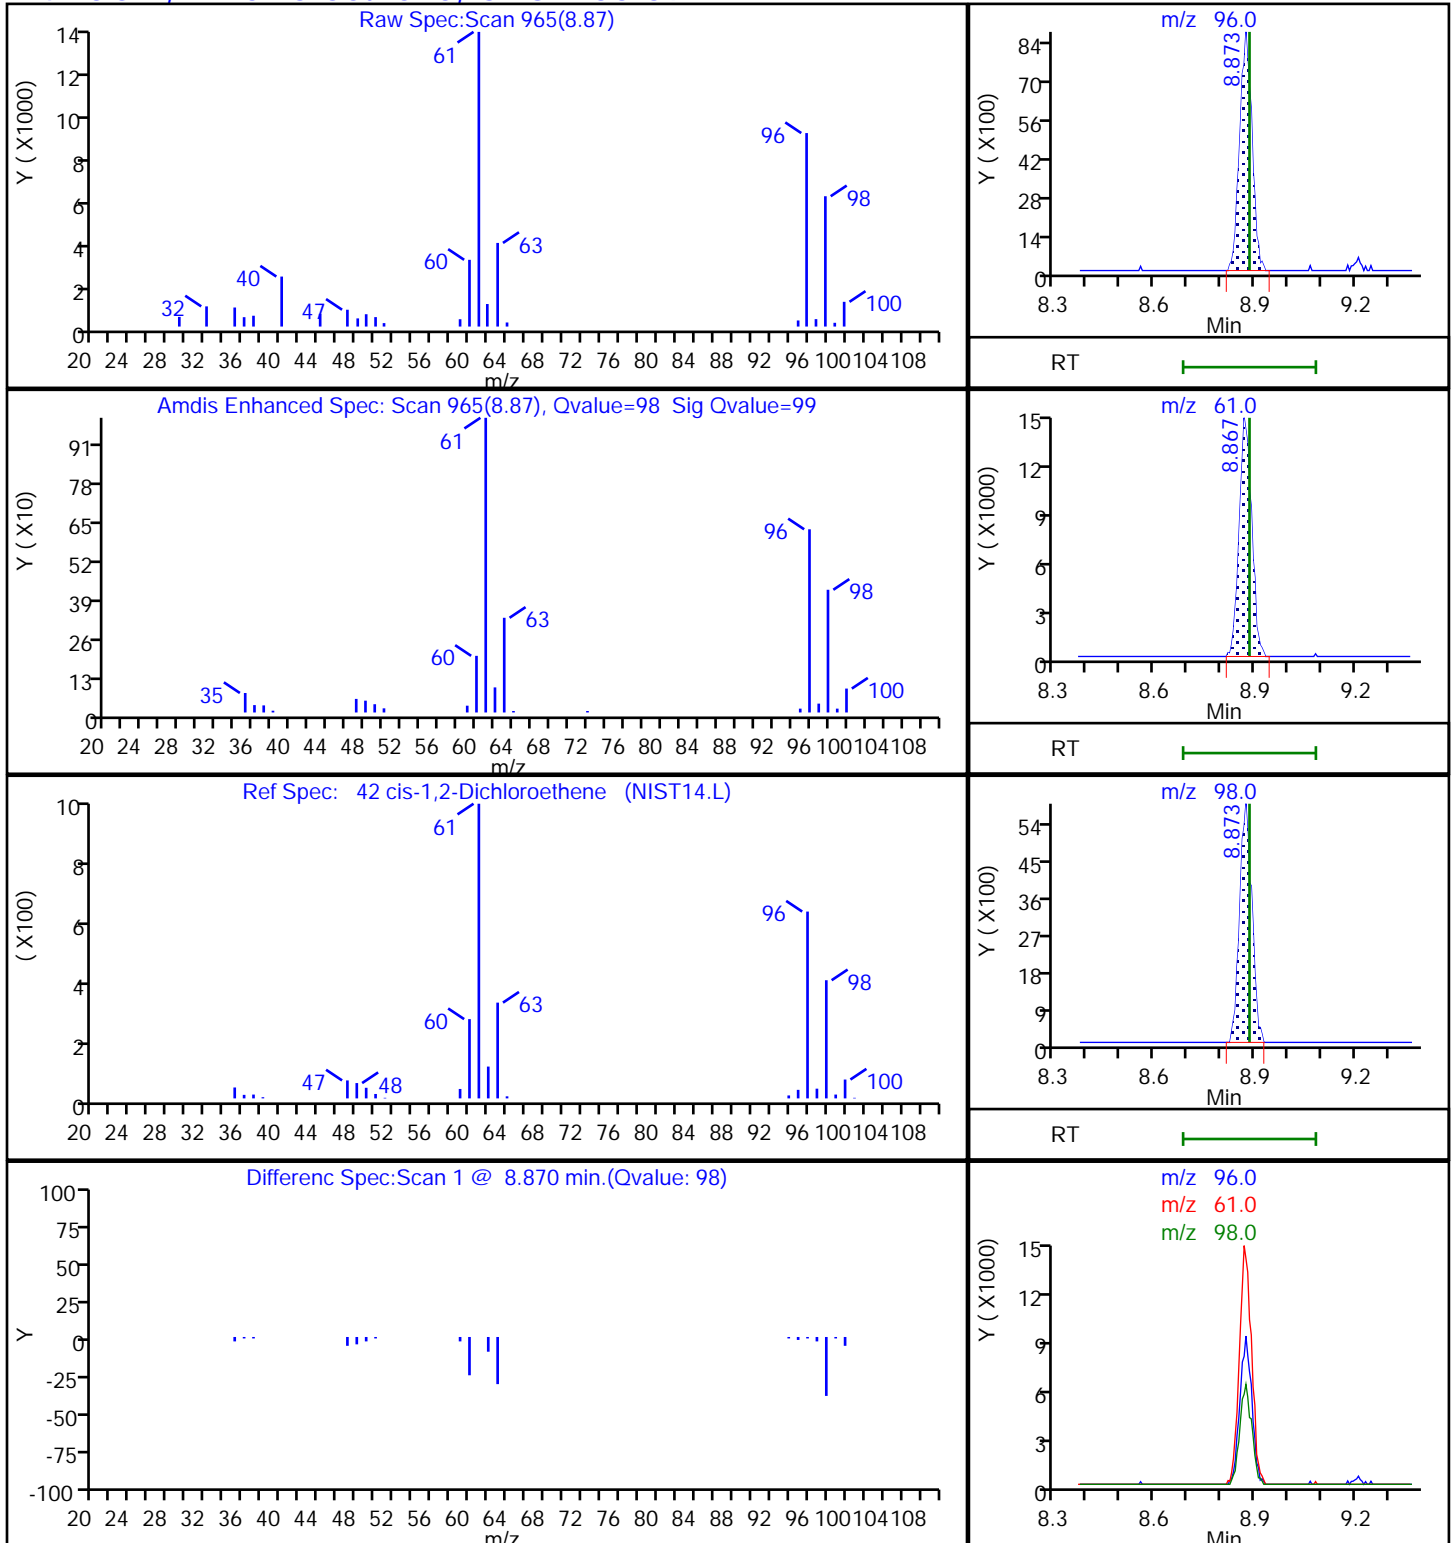 Raw Spec:Scan 965(8.87)
Y ( X1000)
14
12
10
8
6
4
2
0
61
96
98
63
60
40
32
47
100
20 24 28 32 36 40 44 48 52 56 60 64 68 72 76 80 84 88 92 96 100 104 108
m/z
m/z 96.0
Y ( X100)
84
70
56
42
28
14
0
8.873
8.3 8.6 8.9 9.2
Min
RT
Amdis Enhanced Spec: Scan 965(8.87), Qvalue=98 Sig Qvalue=99
Y ( X10)
91
78
65
52
39
26
13
0
61
96
98
63
60
35
100
20 24 28 32 36 40 44 48 52 56 60 64 68 72 76 80 84 88 92 96 100 104 108
m/z
m/z 61.0
Y ( X1000)
15
12
9
6
3
0
8.867
8.3 8.6 8.9 9.2
Min
RT
Ref Spec: 42 cis-1,2-Dichloroethene (NIST14.L)
( X100)
10
8
6
4
2
0
61
96
98
63
60
47
48
100
20 24 28 32 36 40 44 48 52 56 60 64 68 72 76 80 84 88 92 96 100 104 108
m/z 98.0
Y ( X100)
54
45
36
27
18
9
0
8.873
8.3 8.6 8.9 9.2
Min
RT
Differenc Spec:Scan 1 @ 8.870 min.(Qvalue: 98)
Y
100
75
50
25
0
-25
-50
-75
-100
20 24 28 32 36 40 44 48 52 56 60 64 68 72 76 80 84 88 92 96 100 104 108
m/z
m/z 96.0
m/z 61.0
m/z 98.0
Y ( X1000)
15
12
9
6
3
0
8.3 8.6 8.9 9.2
Min